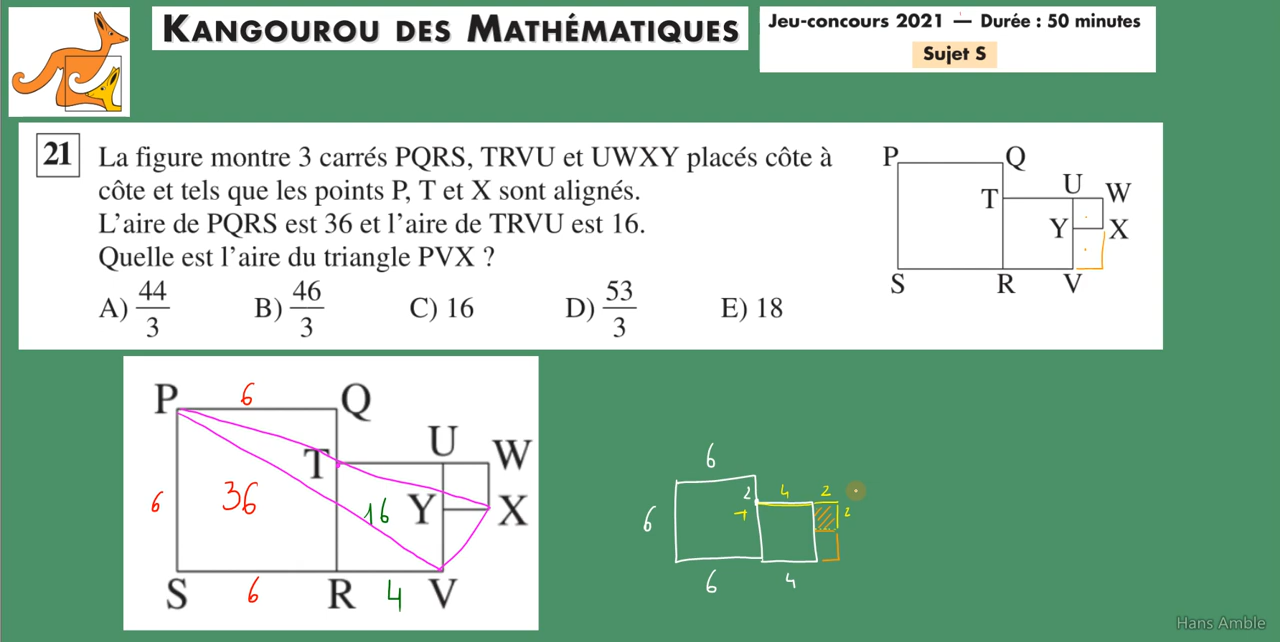 KANGOUROU DES MATHÉMATIQUES
Jeu-concours 2021 — Durée : 50 minutes
Sujet S
21 La figure montre 3 carrés PQRS, TRVU et UWXY placés côte à
côte et tels que les points P, T et X sont alignés.
L’aire de PQRS est 36 et l’aire de TRVU est 16.
Quelle est l’aire du triangle PVX ?
A) 44/3 B) 46/3 C) 16 D) 53/3 E) 18
P Q
U
T W
Y X
S R V
6
P Q
U W
T
6 36 16 Y X
S 6 R 4 V
6
2 4 2
T 2
6
6 4
Hans Amble